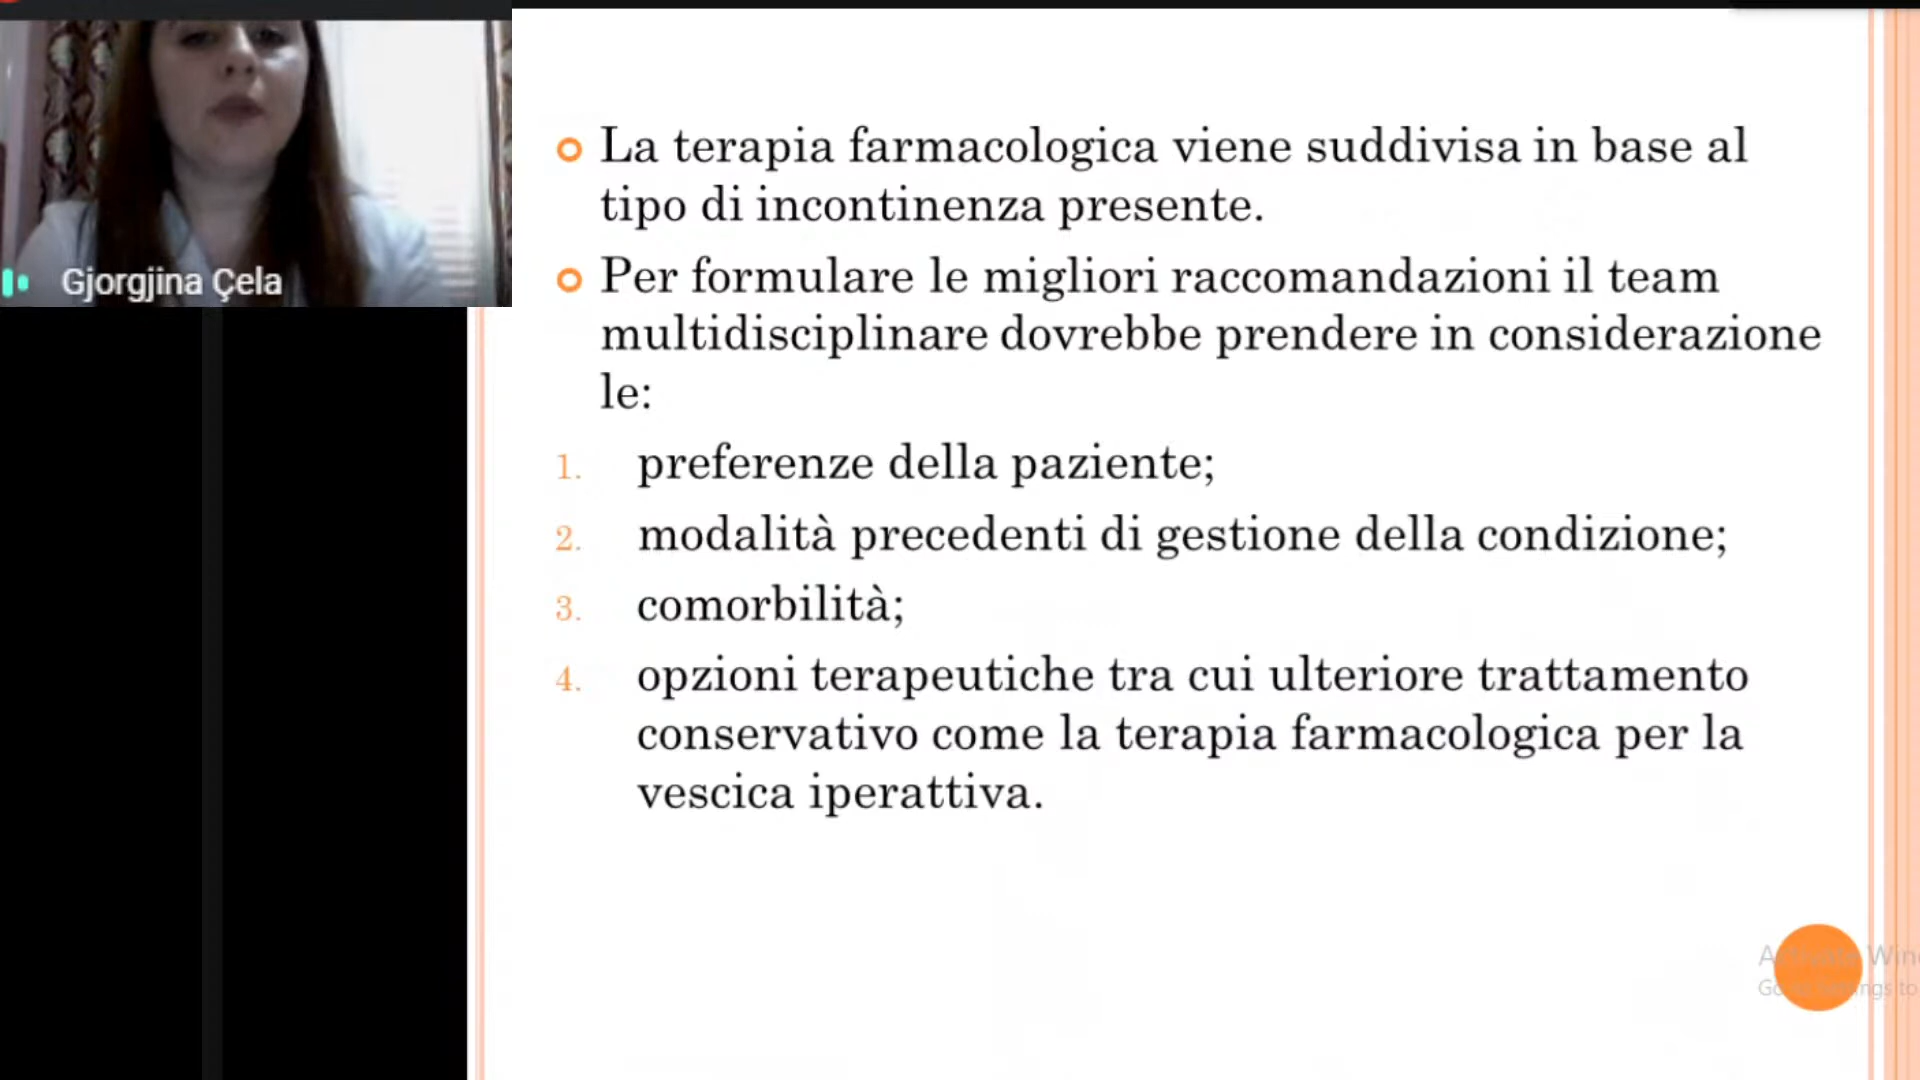 Gjorgjina Çela
La terapia farmacologica viene suddivisa in base al
tipo di incontinenza presente.
Per formulare le migliori raccomandazioni il team
multidisciplinare dovrebbe prendere in considerazione
le:
1. preferenze della paziente;
2. modalità precedenti di gestione della condizione;
3. comorbilità;
4. opzioni terapeutiche tra cui ulteriore trattamento
conservativo come la terapia farmacologica per la
vescica iperattiva.